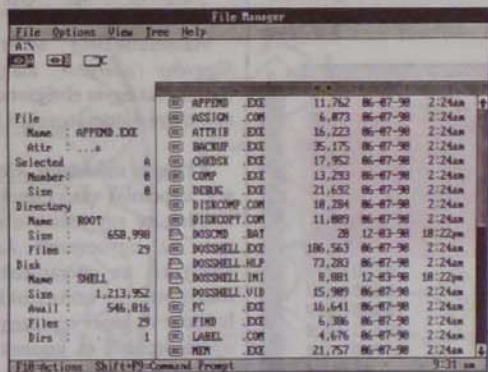 File Manager
File Options View Tree Help
A:\
A B C
File
Name : APPEND.EXE
Attr : ...a
Selected A
Number: 0
Size : 0
Directory
Name : ROOT
Size : 650,990
Files : 29
Disk
Name : SHELL
Size : 1,213,952
Avail : 546,816
Files : 29
Dirs : 1
APPEND .EXE 11,762 06-07-90 2:24am
ASSIGN .COM 6,073 06-07-90 2:24am
ATTRIB .EXE 16,223 06-07-90 2:24am
BACKUP .EXE 35,175 06-07-90 2:24am
CHKDSK .EXE 17,952 06-07-90 2:24am
COMP .EXE 13,293 06-07-90 2:24am
DEBUG .EXE 21,692 06-07-90 2:24am
DISKCOMP.COM 10,284 06-07-90 2:24am
DISKCOPY.COM 11,009 06-07-90 2:24am
DOSCMD .BAT 20 12-03-90 10:22pm
DOSSHELL.EXE 186,563 06-07-90 2:24am
DOSSHELL.HLP 73,283 06-07-90 2:24am
DOSSHELL.INI 8,001 12-03-90 10:22pm
DOSSHELL.VID 15,909 06-07-90 2:24am
FC .EXE 16,641 06-07-90 2:24am
FIND .EXE 6,306 06-07-90 2:24am
LABEL .COM 4,676 06-07-90 2:24am
MEM .EXE 21,757 06-07-90 2:24am
F10=Actions Shift+F9=Command Prompt 9:31 am